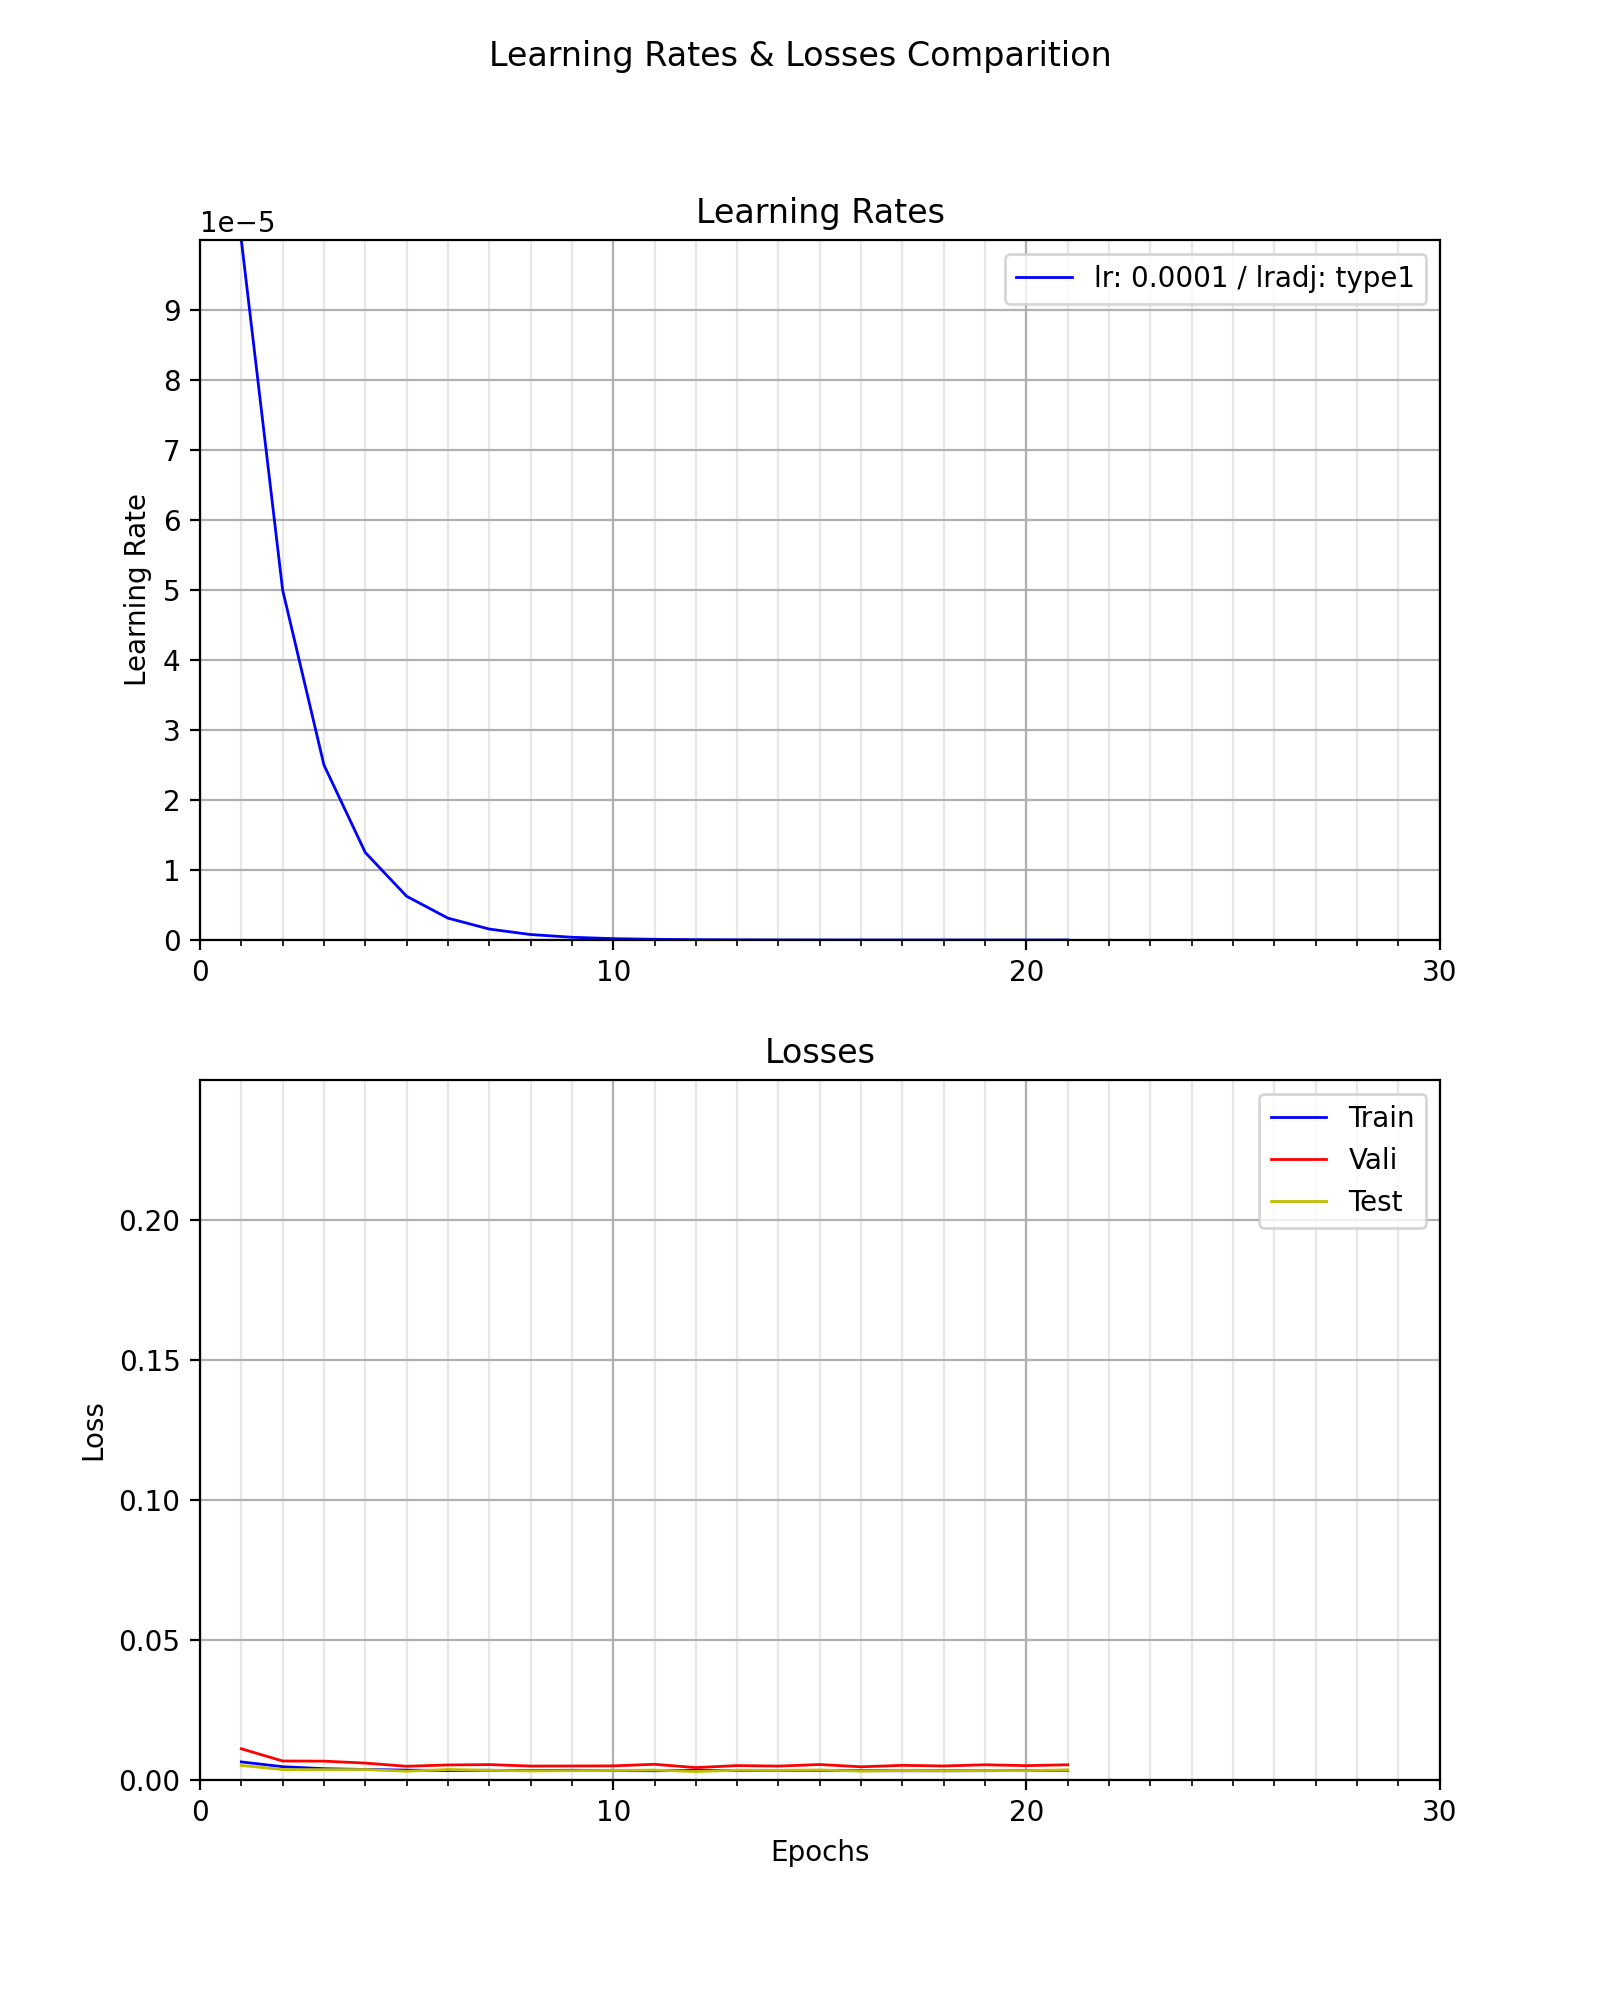 Learning Rates & Losses Comparition
Learning Rates
1e−5
lr: 0.0001 / lradj: type1
9
8
7
6
5
4
3
2
1
0
Learning Rate
0 10 20 30
Losses
Train
Vali
Test
0.20
0.15
0.10
0.05
0.00
Loss
0 10 20 30
Epochs